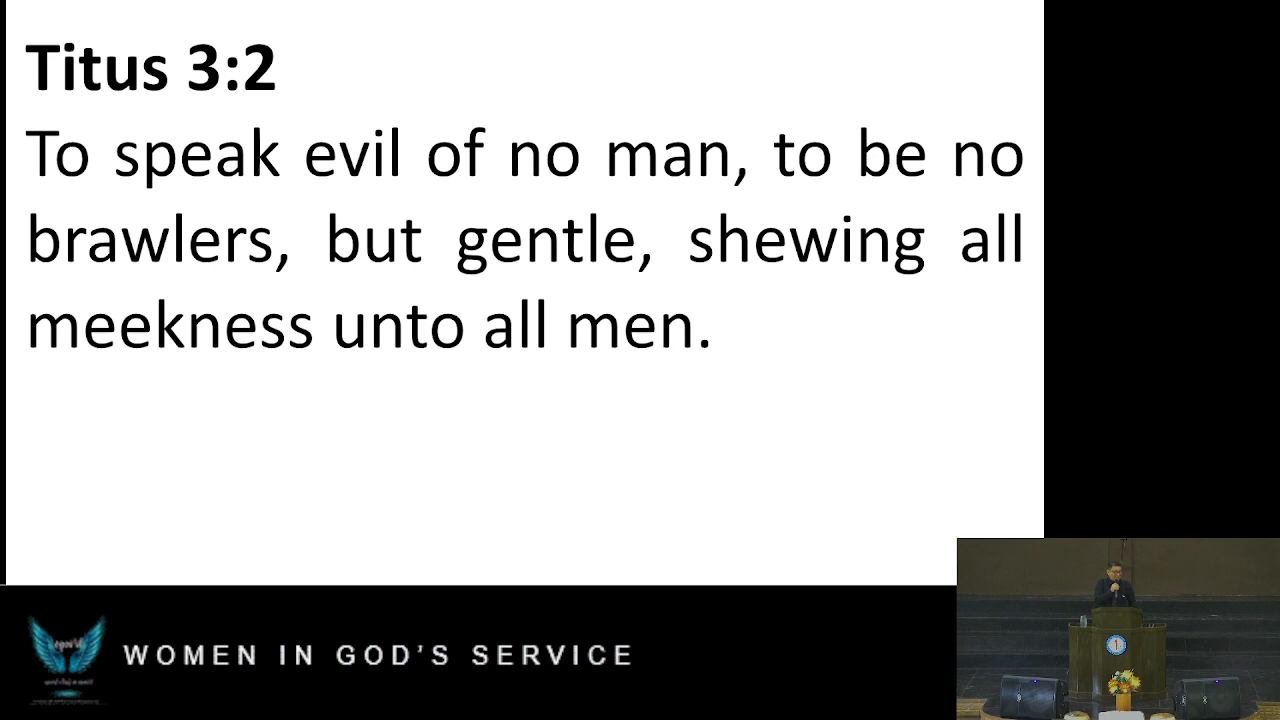 Titus 3:2
To speak evil of no man, to be no
brawlers, but gentle, shewing all
meekness unto all men.
WOMEN IN GOD’S SERVICE